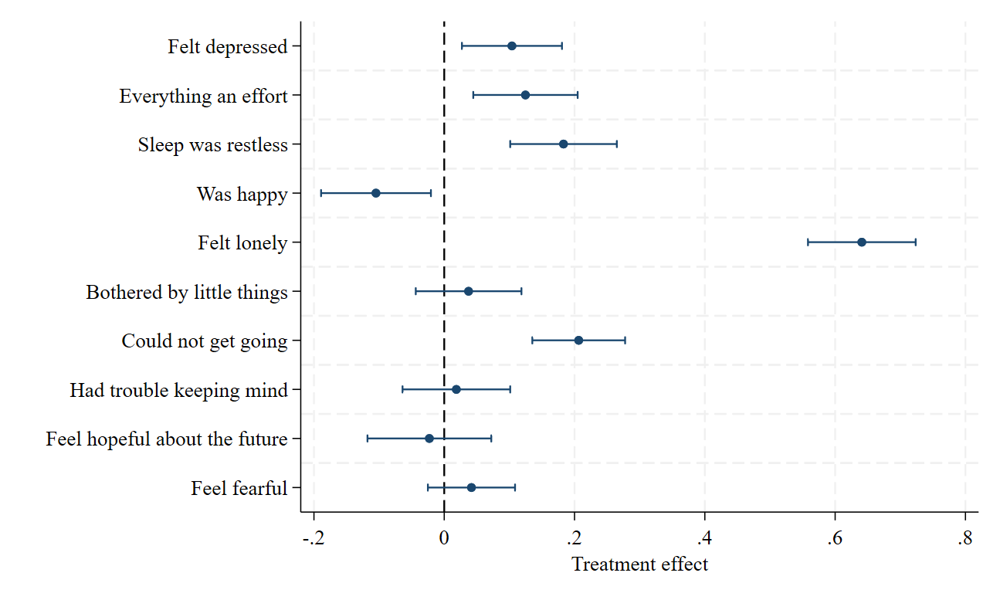 Felt depressed
Everything an effort
Sleep was restless
Was happy
Felt lonely
Bothered by little things
Could not get going
Had trouble keeping mind
Feel hopeful about the future
Feel fearful
-.2 0 .2 .4 .6 .8
Treatment effect